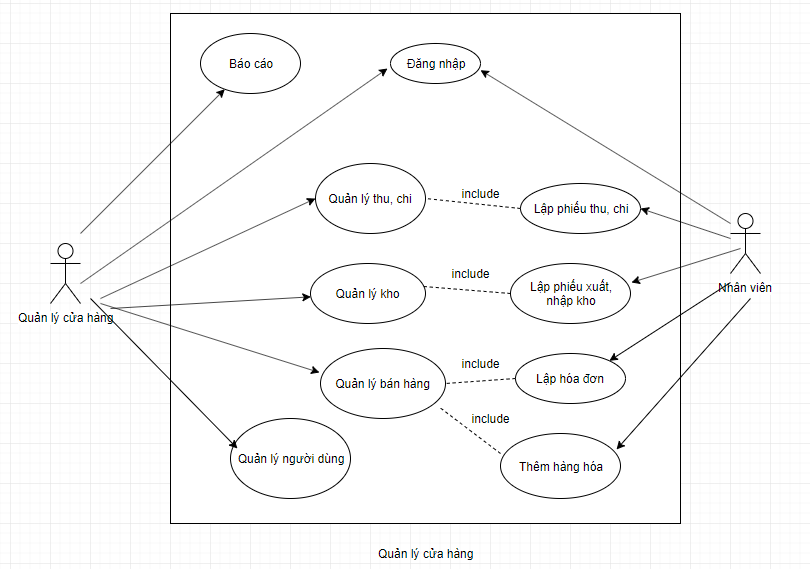 Báo cáo
Đăng nhập
Quản lý thu, chi
include
Lập phiếu thu, chi
Quản lý kho
include
Lập phiếu xuất,
nhập kho
Nhân viên
Quản lý cửa hàng
Quản lý bán hàng
include
Lập hóa đơn
include
Quản lý người dùng
Thêm hàng hóa
Quản lý cửa hàng